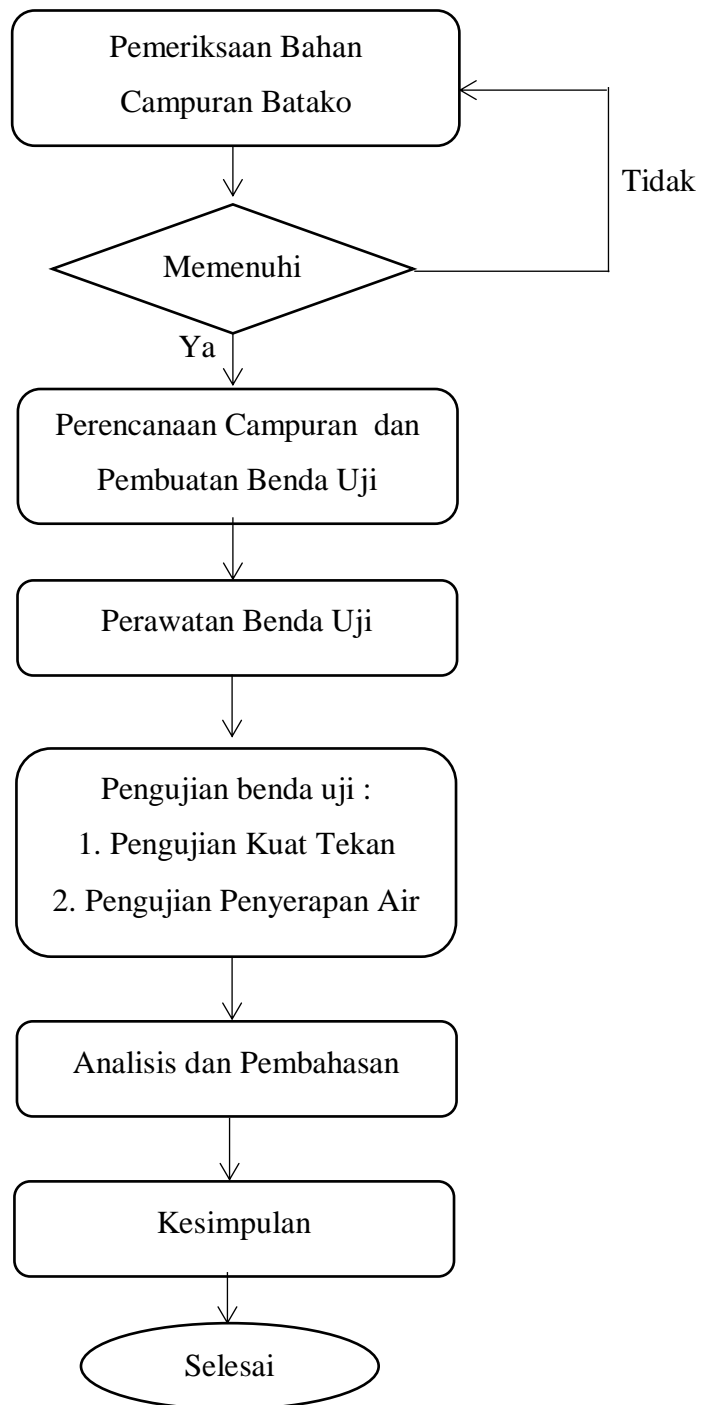 Pemeriksaan Bahan
Campuran Batako
Tidak
Memenuhi
Ya
Perencanaan Campuran dan
Pembuatan Benda Uji
Perawatan Benda Uji
Pengujian benda uji :
1. Pengujian Kuat Tekan
2. Pengujian Penyerapan Air
Analisis dan Pembahasan
Kesimpulan
Selesai